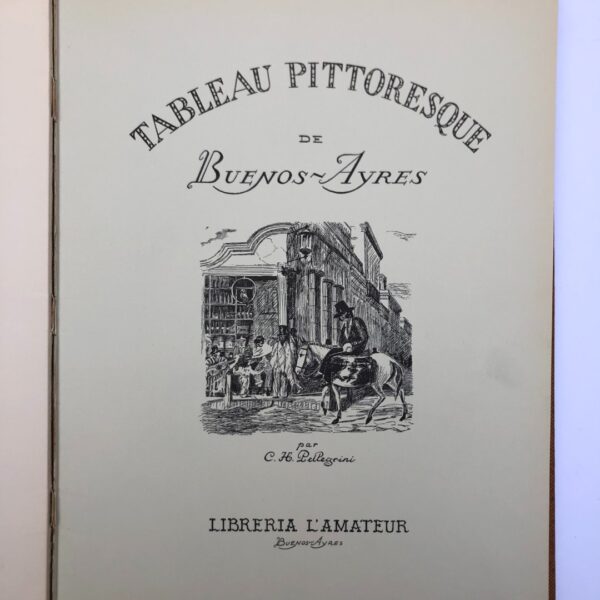 TABLEAU PITTORESQUE
DE
BUENOS~AYRES
par
C. H. Pellegrini
LIBRERIA L'AMATEUR
BUENOS-AYRES